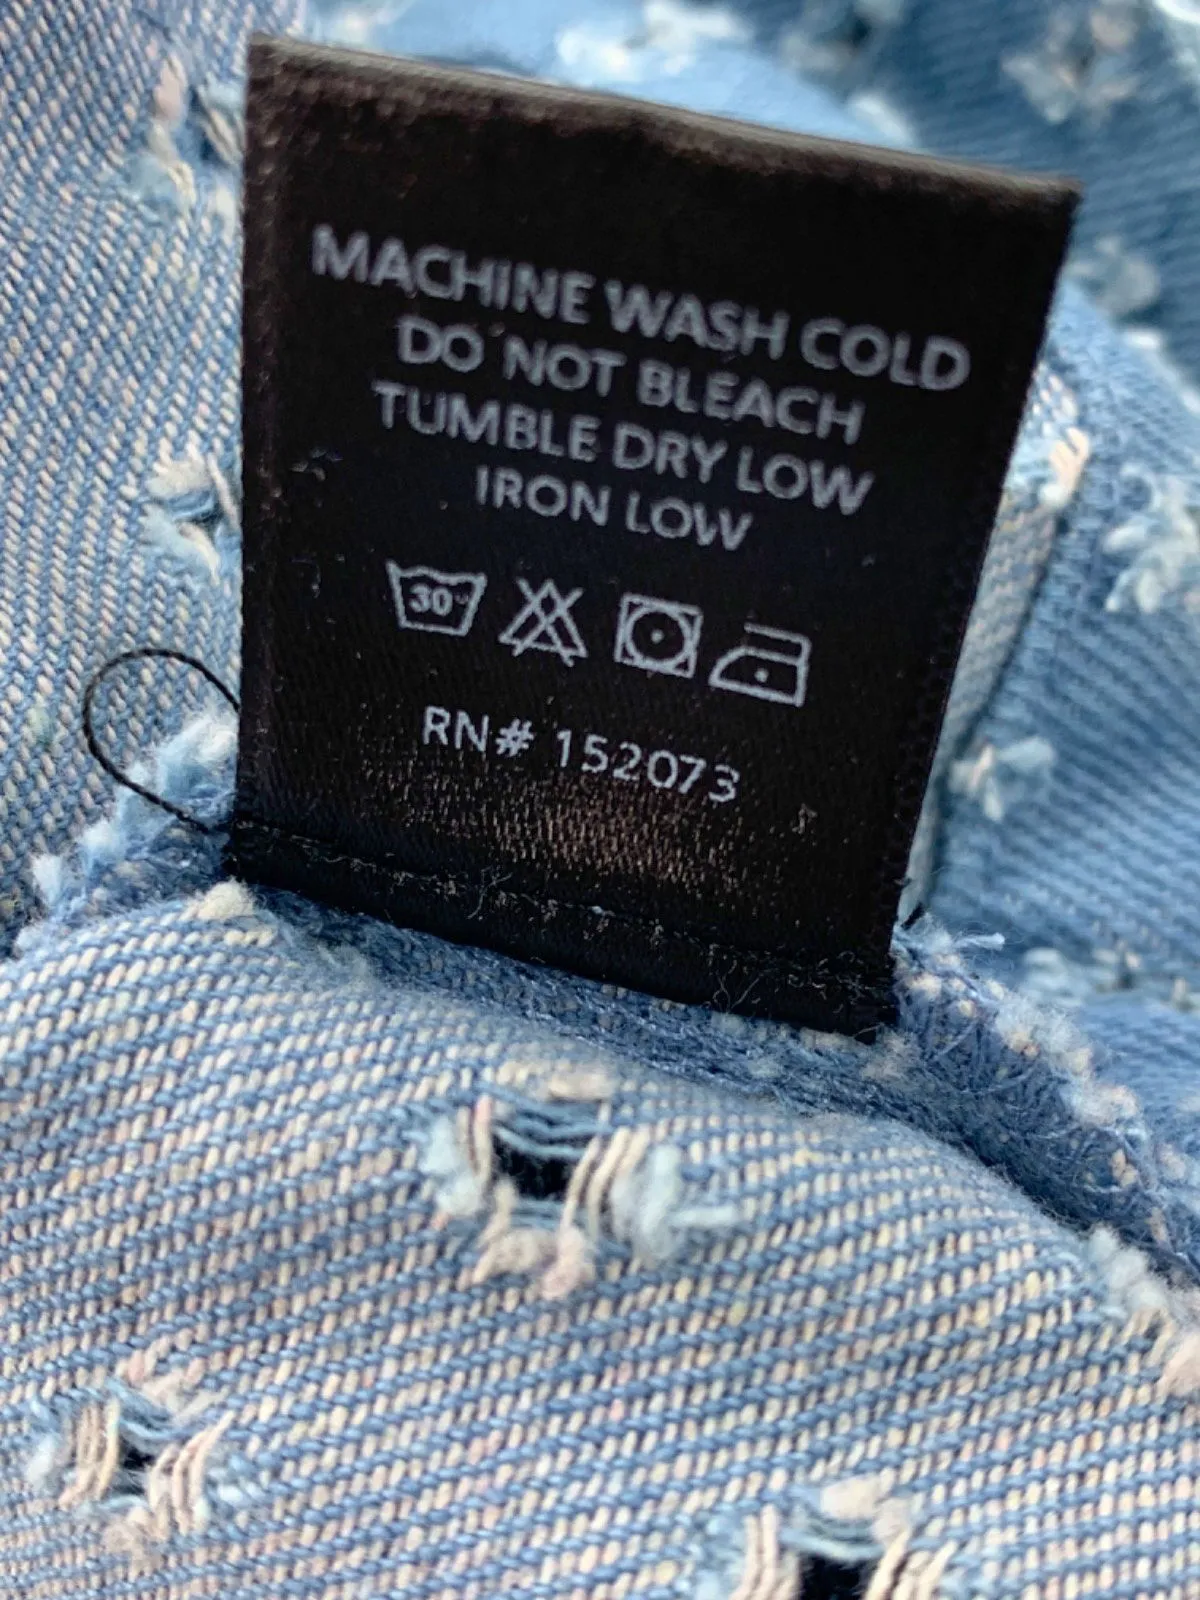 MACHINE WASH COLD
DO NOT BLEACH
TUMBLE DRY LOW
IRON LOW
30°
RN# 152073